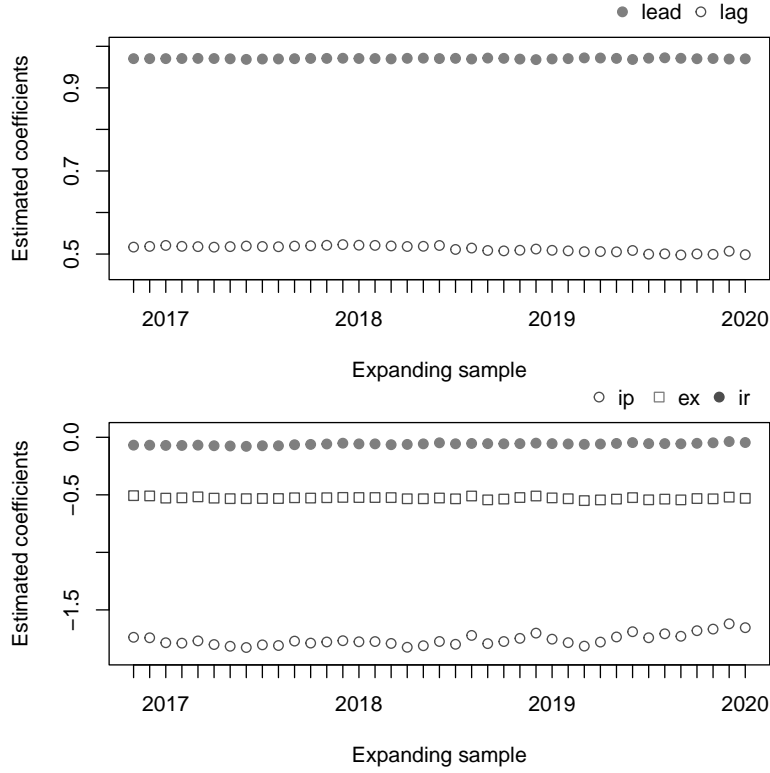 lead lag
Estimated coefficients
0.9
0.7
0.5
2017 2018 2019 2020
Expanding sample
ip ex ir
Estimated coefficients
0.0
−0.5
−1.5
2017 2018 2019 2020
Expanding sample